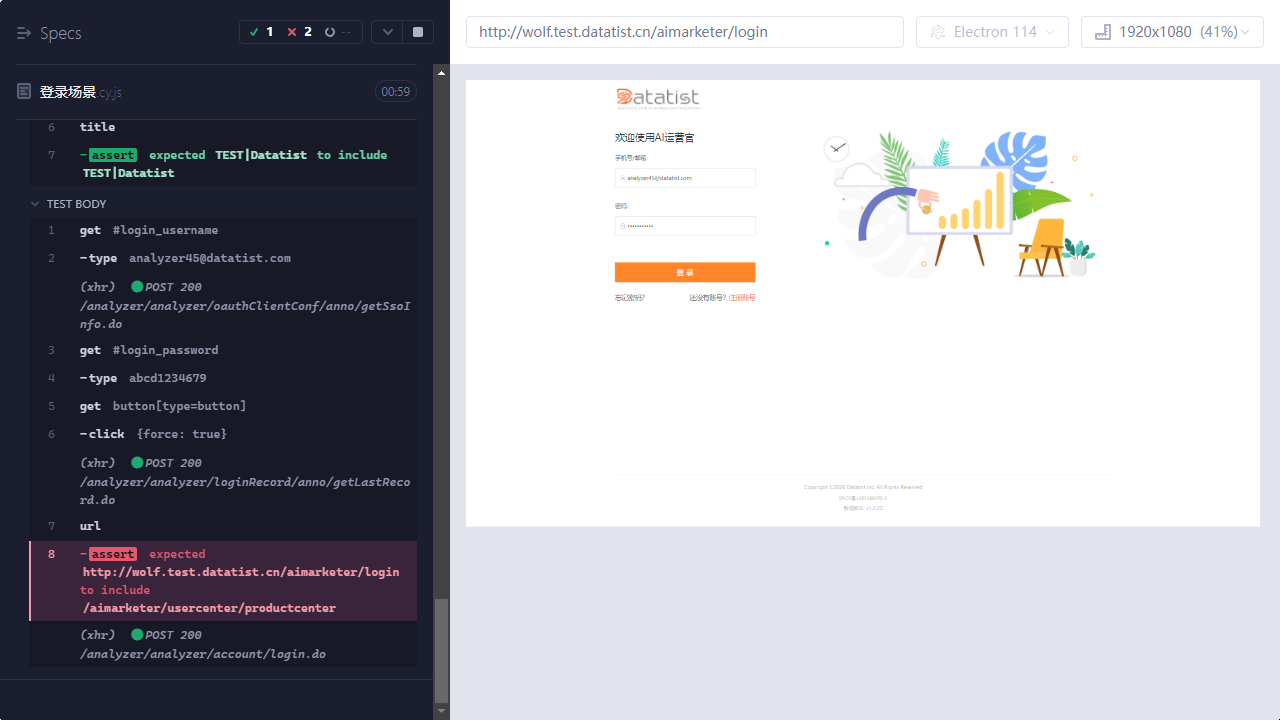 Specs
1
2
--
http://wolf.test.datatist.cn/aimarketer/login
Electron 114
1920x1080 (41%)
登录场景.cy.js
00:59
6 title
7 -assert expected TEST|Datatist to include
TEST|Datatist
TEST BODY
1 get #login_username
2 -type analyzer45@datatist.com
(xhr) POST 200
/analyzer/analyzer/oauthClientConf/anno/getSsoI
nfo.do
3 get #login_password
4 -type abcd1234679
5 get button[type=button]
6 -click {force: true}
(xhr) POST 200
/analyzer/analyzer/loginRecord/anno/getLastReco
rd.do
7 url
8 -assert expected
http://wolf.test.datatist.cn/aimarketer/login
to include
/aimarketer/usercenter/productcenter
(xhr) POST 200
/analyzer/analyzer/account/login.do
Datatist
欢迎使用AI运营官
手机号/邮箱:
analyzer45@datatist.com
密码:
登 录
忘记密码?
还没有账号? 注册账号
Copyright ©2020 Datatist Inc. All Rights Reserved